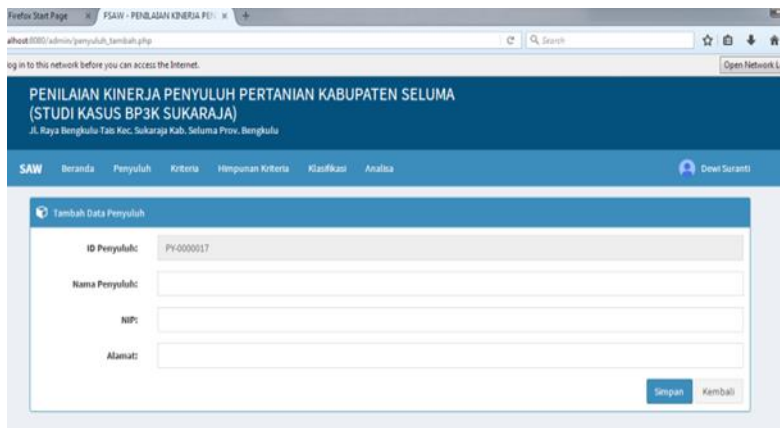 Firefox Start Page × FSAW - PENILAIAN KINERJA PEN × +
alhost:8080/admin/penyuluh_tambah.php Search
og in to this network before you can access the Internet. Open Network L
PENILAIAN KINERJA PENYULUH PERTANIAN KABUPATEN SELUMA
(STUDI KASUS BP3K SUKARAJA)
Jl. Raya Bengkulu-Tais Kec. Sukaraja Kab. Seluma Prov. Bengkulu
SAW Beranda Penyuluh Kriteria Himpunan Kriteria Klasifikasi Analisa Dewi Suranti
Tambah Data Penyuluh
ID Penyuluh: PY-0000017
Nama Penyuluh:
NIP:
Alamat:
Simpan Kembali